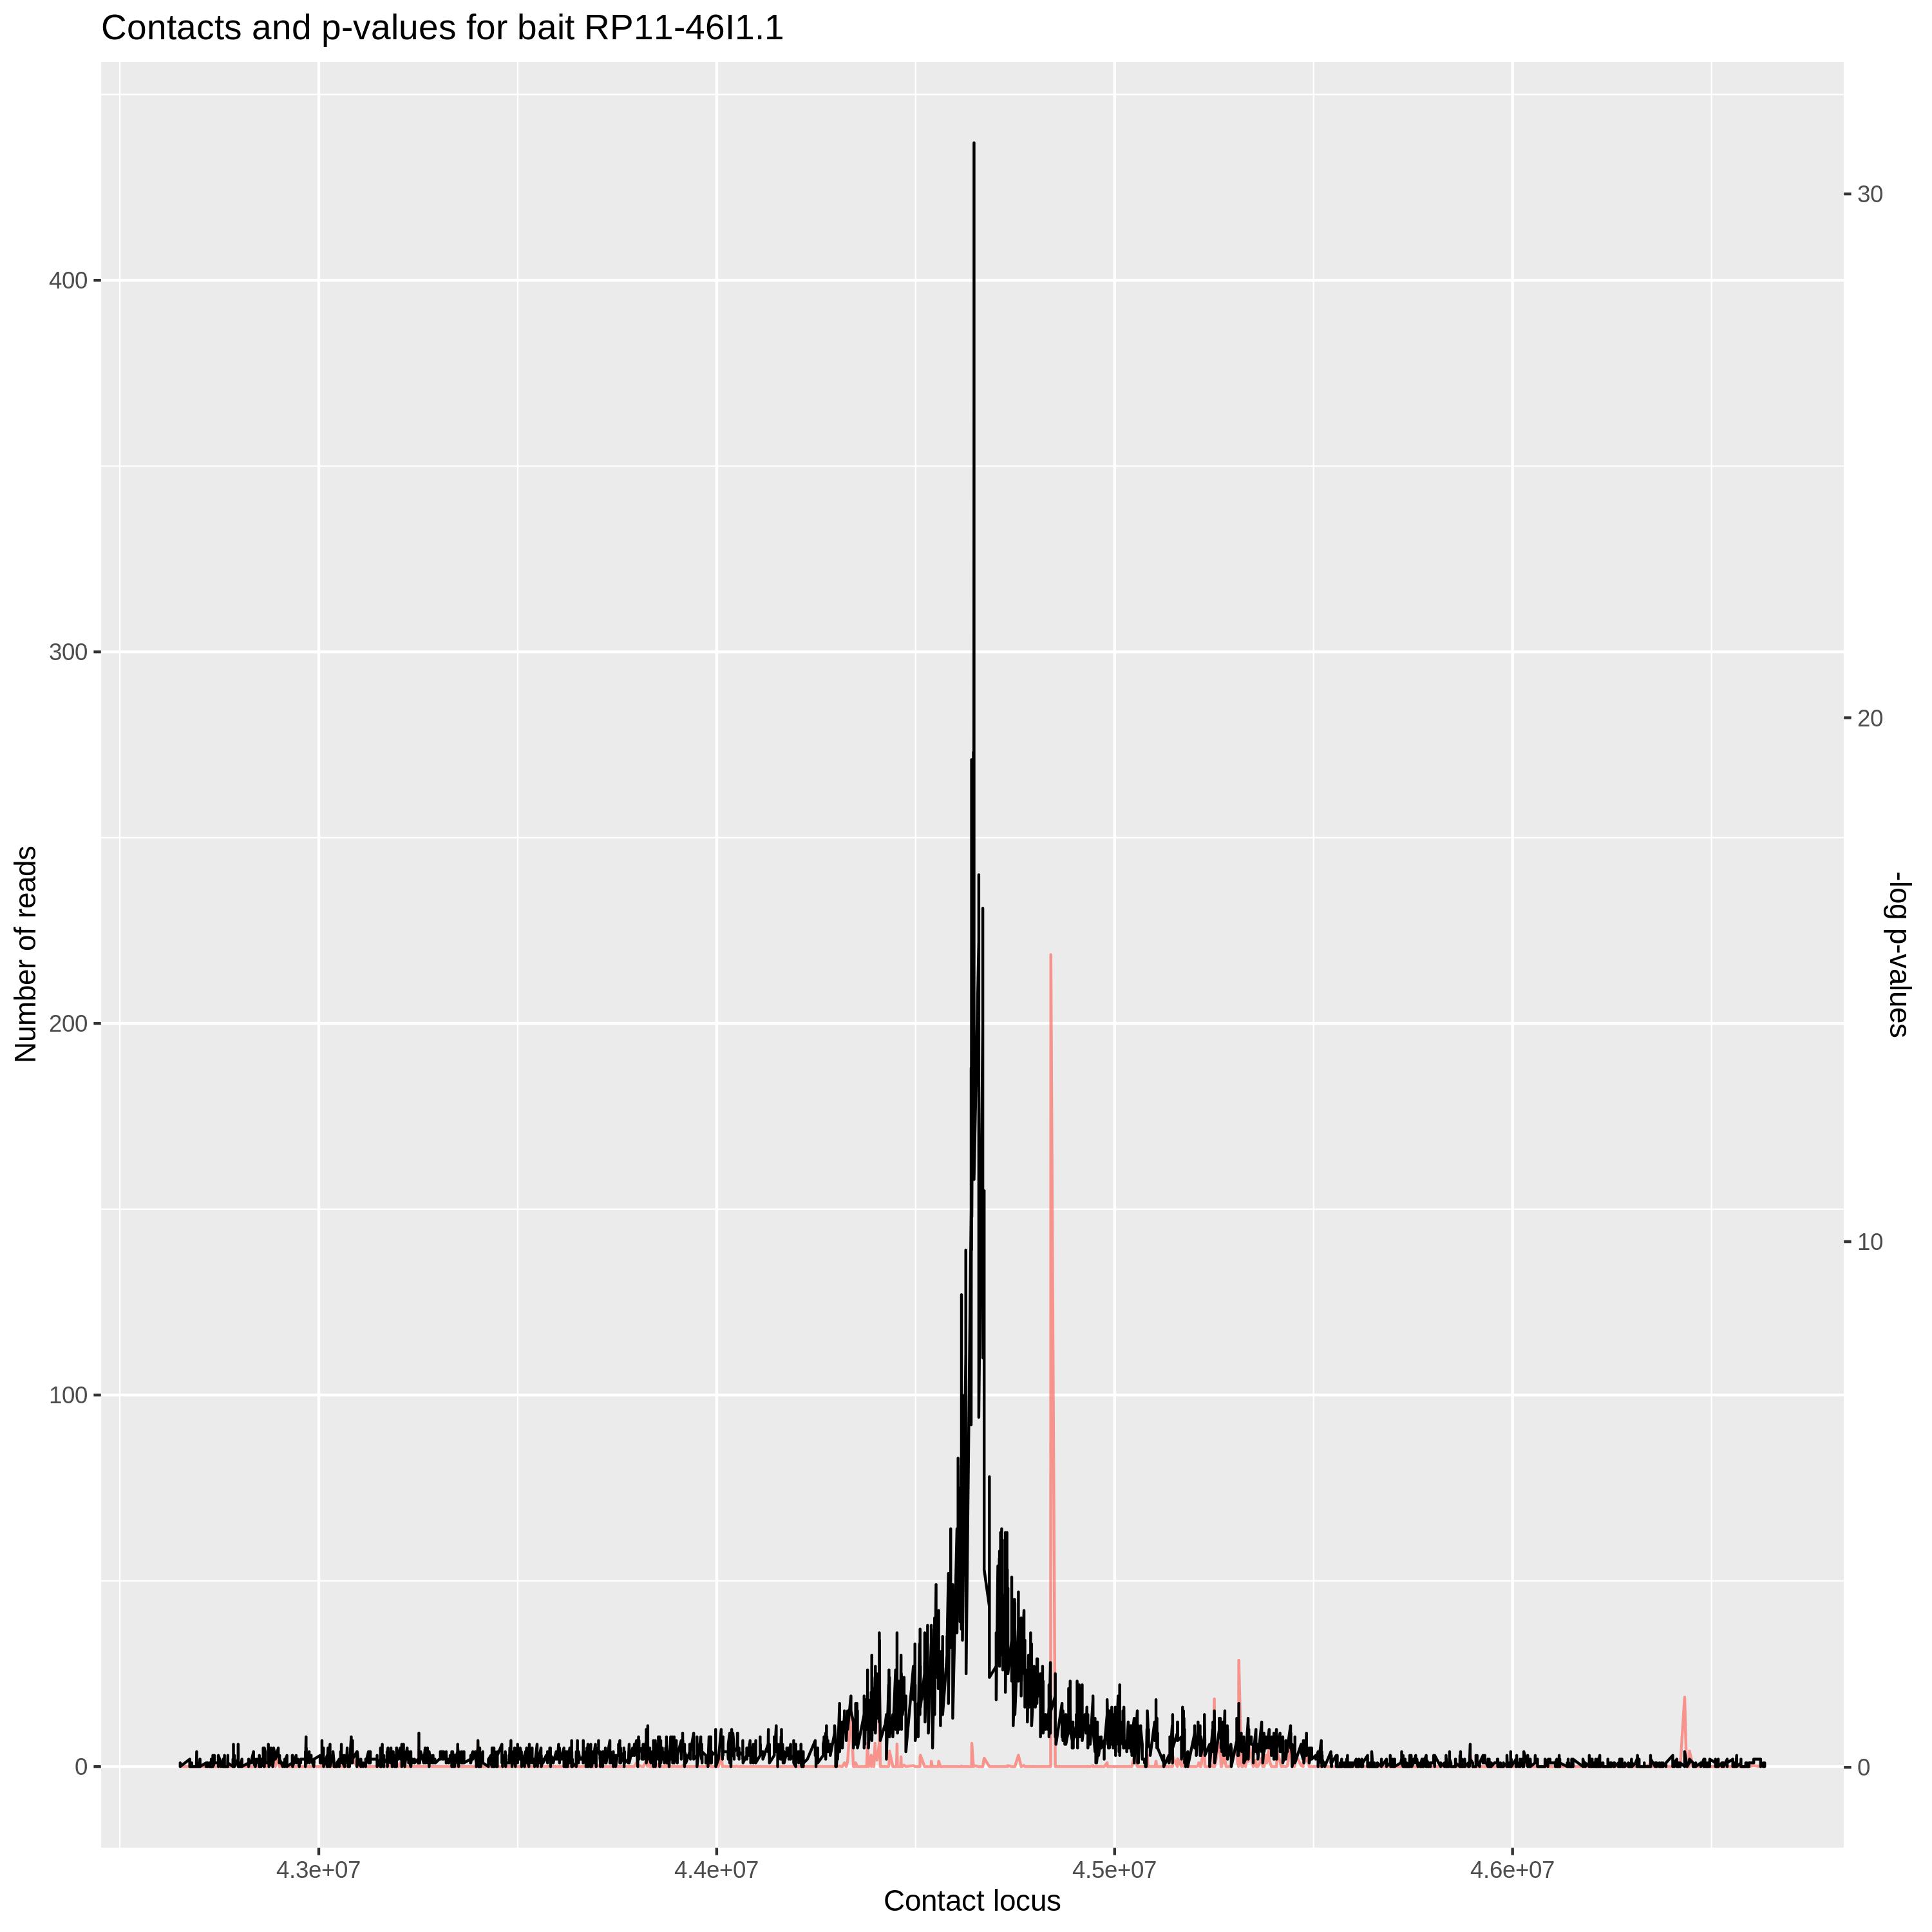 Contacts and p-values for bait RP11-46I1.1
400
300
200
100
0
30
20
10
0
Number of reads
-log p-values
4.3e+07
4.4e+07
4.5e+07
4.6e+07
Contact locus